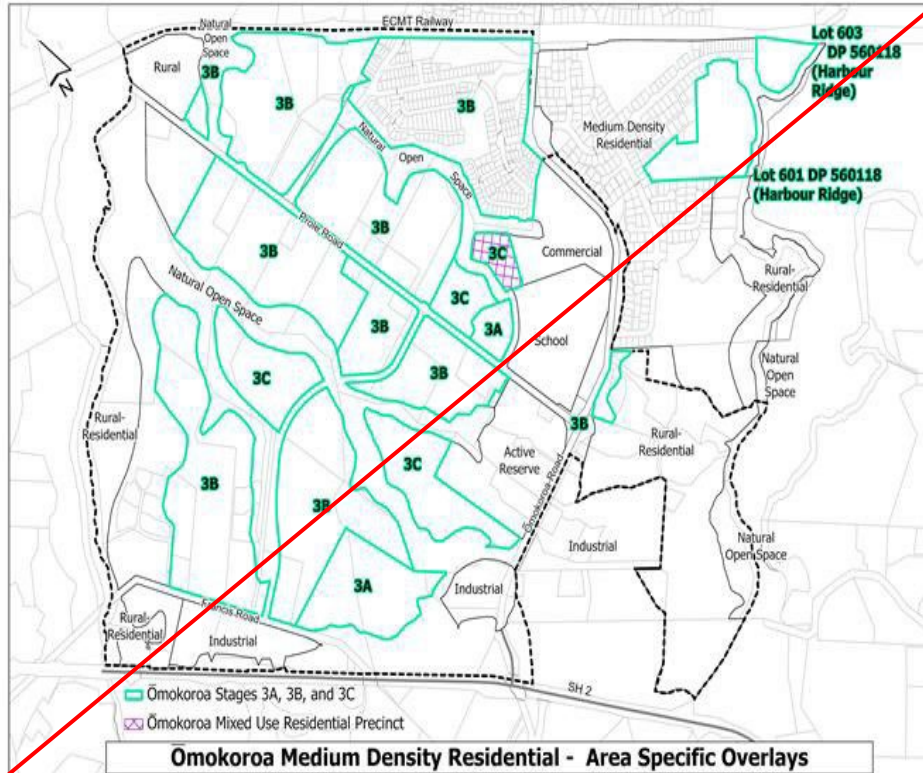 ECMT Railway
Natural
Open
Space
Rural
3B
3B
3B
Lot 603
DP 560118
(Harbour
Ridge)
Medium Density
Residential
Lot 601 DP 560118
(Harbour Ridge)
N
Natural
Open
Space
3B
Prole Road
3B
3C
Commercial
Rural-
Residential
Natural Open Space
3C
3A
3B
School
Natural
Open
Space
3C
3B
3B
Rural-
Residential
Rural-
Residential
Active
Reserve
3C
Ōmokoroa Road
3B
3B
Industrial
Natural
Open Space
3A
Industrial
Francis Road
Rural-
Residential
Industrial
SH 2
Ōmokoroa Stages 3A, 3B, and 3C
Ōmokoroa Mixed Use Residential Precinct
Ōmokoroa Medium Density Residential - Area Specific Overlays